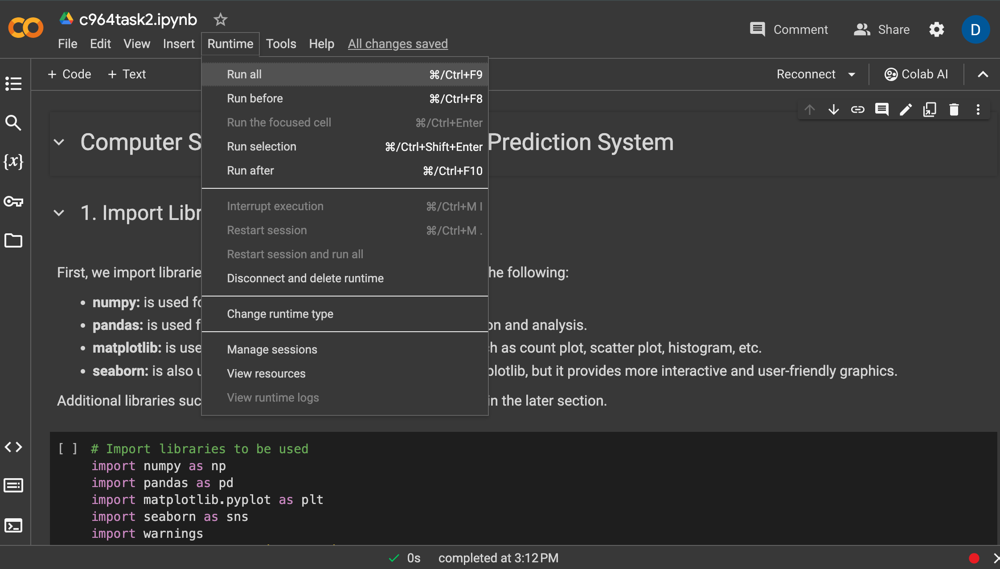 c964task2.ipynb
File Edit View Insert Runtime Tools Help All changes saved
Comment Share D
+ Code + Text
Reconnect Colab AI
Run all ⌘/Ctrl+F9
Run before ⌘/Ctrl+F8
Run the focused cell ⌘/Ctrl+Enter
Run selection ⌘/Ctrl+Shift+Enter
Run after ⌘/Ctrl+F10
Interrupt execution ⌘/Ctrl+M I
Restart session ⌘/Ctrl+M .
Restart session and run all
Disconnect and delete runtime
Change runtime type
Manage sessions
View resources
View runtime logs
{x}
Computer S Prediction System
1. Import Libr
First, we import librarie he following:
• numpy: is used fo
• pandas: is used f on and analysis.
• matplotlib: is use h as count plot, scatter plot, histogram, etc.
• seaborn: is also u plotlib, but it provides more interactive and user-friendly graphics.
Additional libraries suc in the later section.
[ ] # Import libraries to be used
import numpy as np
import pandas as pd
import matplotlib.pyplot as plt
import seaborn as sns
import warnings
0s completed at 3:12 PM